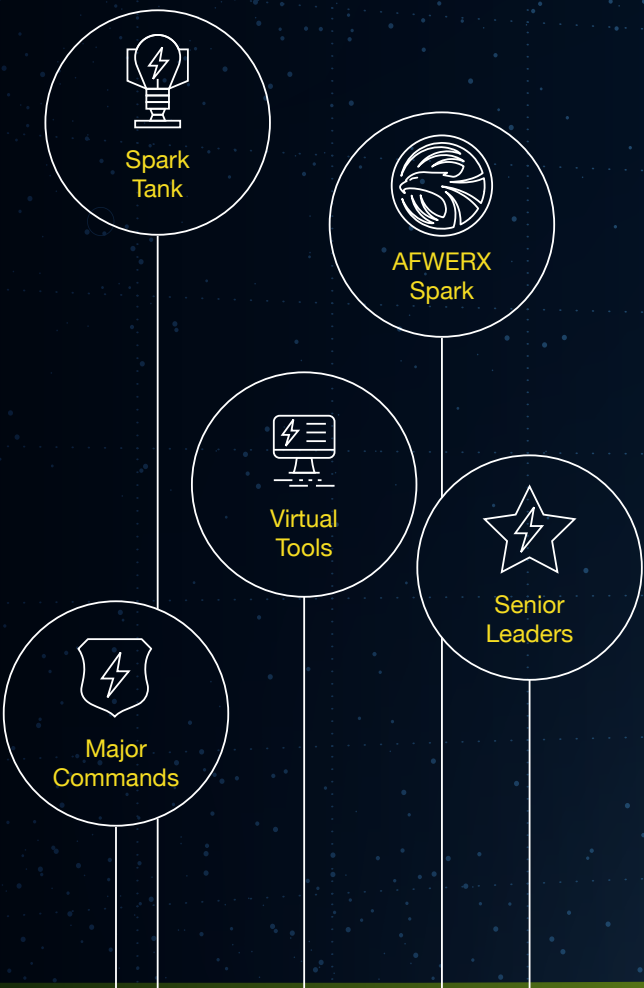 Spark
Tank
AFWERX
Spark
Virtual
Tools
Senior
Leaders
Major
Commands